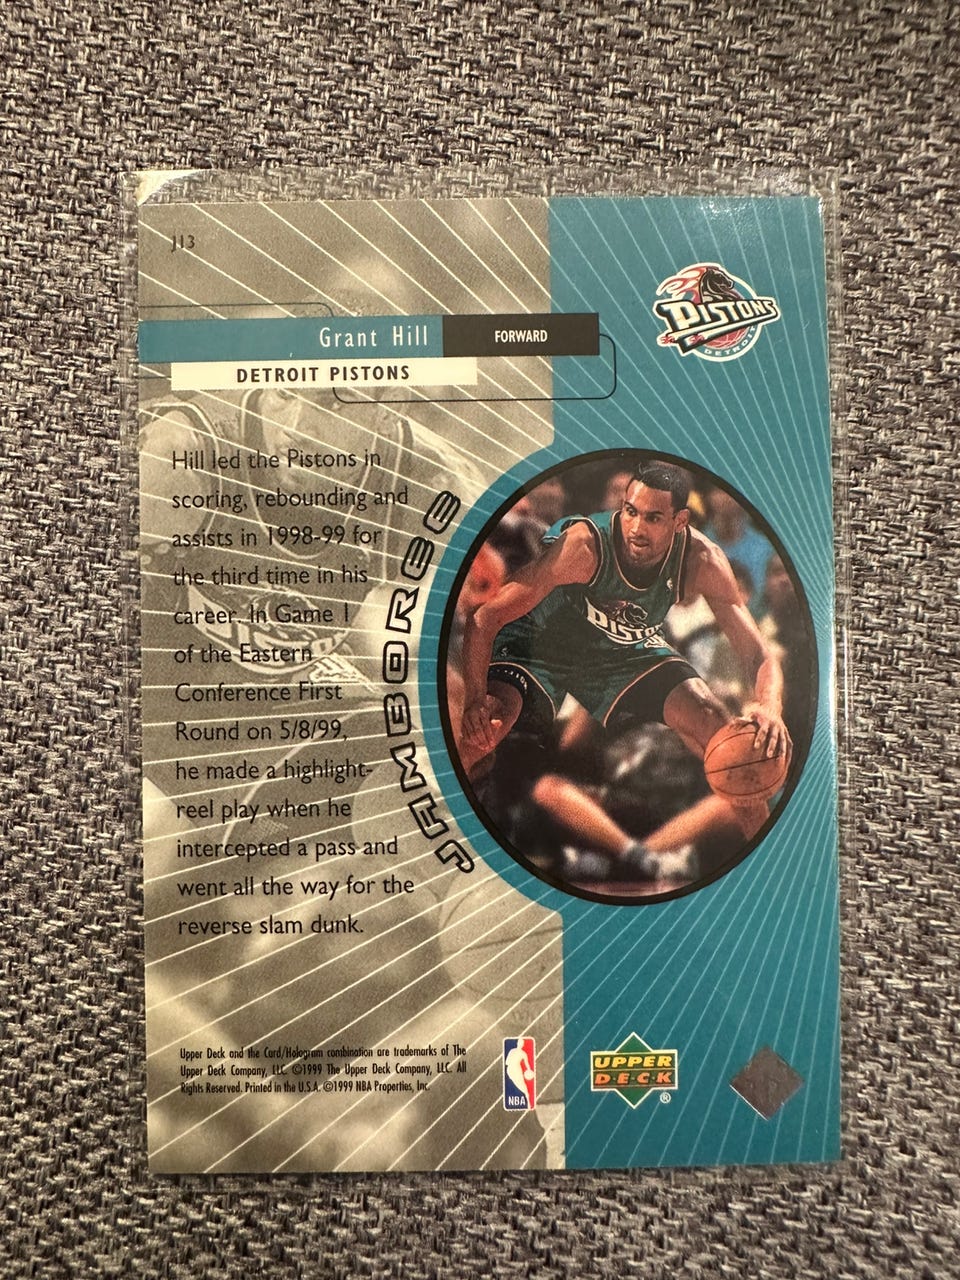 J13
Grant Hill
FORWARD
DETROIT PISTONS
PISTONS
DETROIT
Hill led the Pistons in
scoring, rebounding and
assists in 1998-99 for
the third time in his
career. In Game 1
of the Eastern
Conference First
Round on 5/8/99,
he made a highlight-
reel play when he
intercepted a pass and
went all the way for the
reverse slam dunk.
JAMBOREE
PISTONS
Upper Deck and the Card/Hologram combination are trademarks of The
Upper Deck Company, LLC. ©1999 The Upper Deck Company, LLC. All
Rights Reserved. Printed in the U.S.A. ©1999 NBA Properties, Inc.
NBA
UPPER
DECK
®